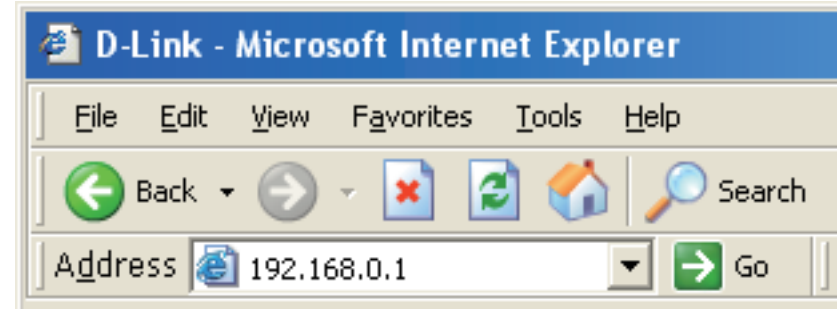 D-Link - Microsoft Internet Explorer
File Edit View Favorites Tools Help
Back Search
Address 192.168.0.1 Go